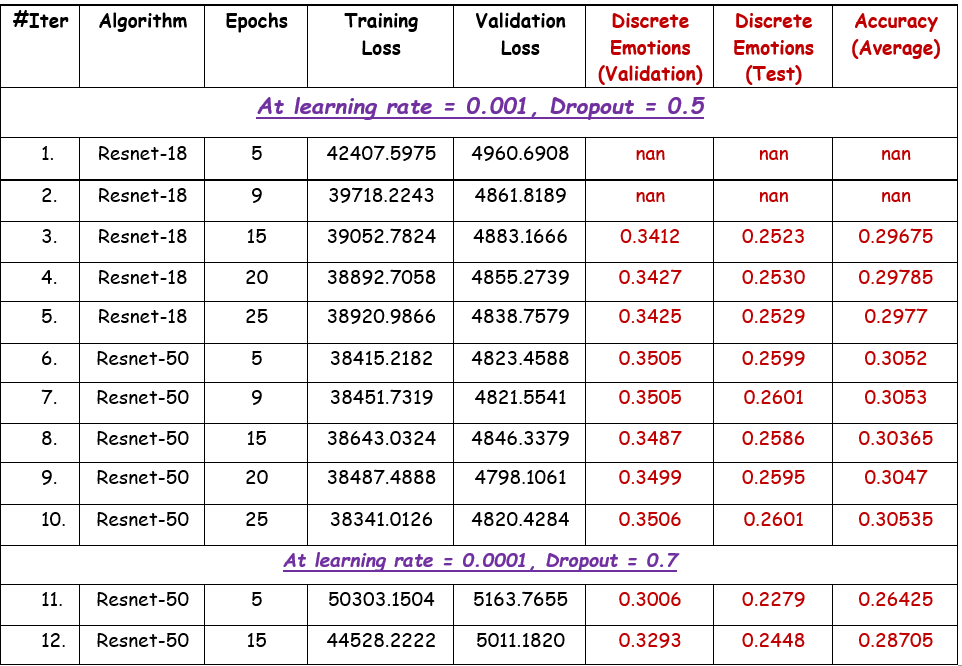 #Iter Algorithm Epochs Training Loss Validation Loss Discrete Emotions (Validation) Discrete Emotions (Test) Accuracy (Average)
At learning rate = 0.001, Dropout = 0.5
1. Resnet-18 5 42407.5975 4960.6908 nan nan nan
2. Resnet-18 9 39718.2243 4861.8189 nan nan nan
3. Resnet-18 15 39052.7824 4883.1666 0.3412 0.2523 0.29675
4. Resnet-18 20 38892.7058 4855.2739 0.3427 0.2530 0.29785
5. Resnet-18 25 38920.9866 4838.7579 0.3425 0.2529 0.2977
6. Resnet-50 5 38415.2182 4823.4588 0.3505 0.2599 0.3052
7. Resnet-50 9 38451.7319 4821.5541 0.3505 0.2601 0.3053
8. Resnet-50 15 38643.0324 4846.3379 0.3487 0.2586 0.30365
9. Resnet-50 20 38487.4888 4798.1061 0.3499 0.2595 0.3047
10. Resnet-50 25 38341.0126 4820.4284 0.3506 0.2601 0.30535
At learning rate = 0.0001, Dropout = 0.7
11. Resnet-50 5 50303.1504 5163.7655 0.3006 0.2279 0.26425
12. Resnet-50 15 44528.2222 5011.1820 0.3293 0.2448 0.28705